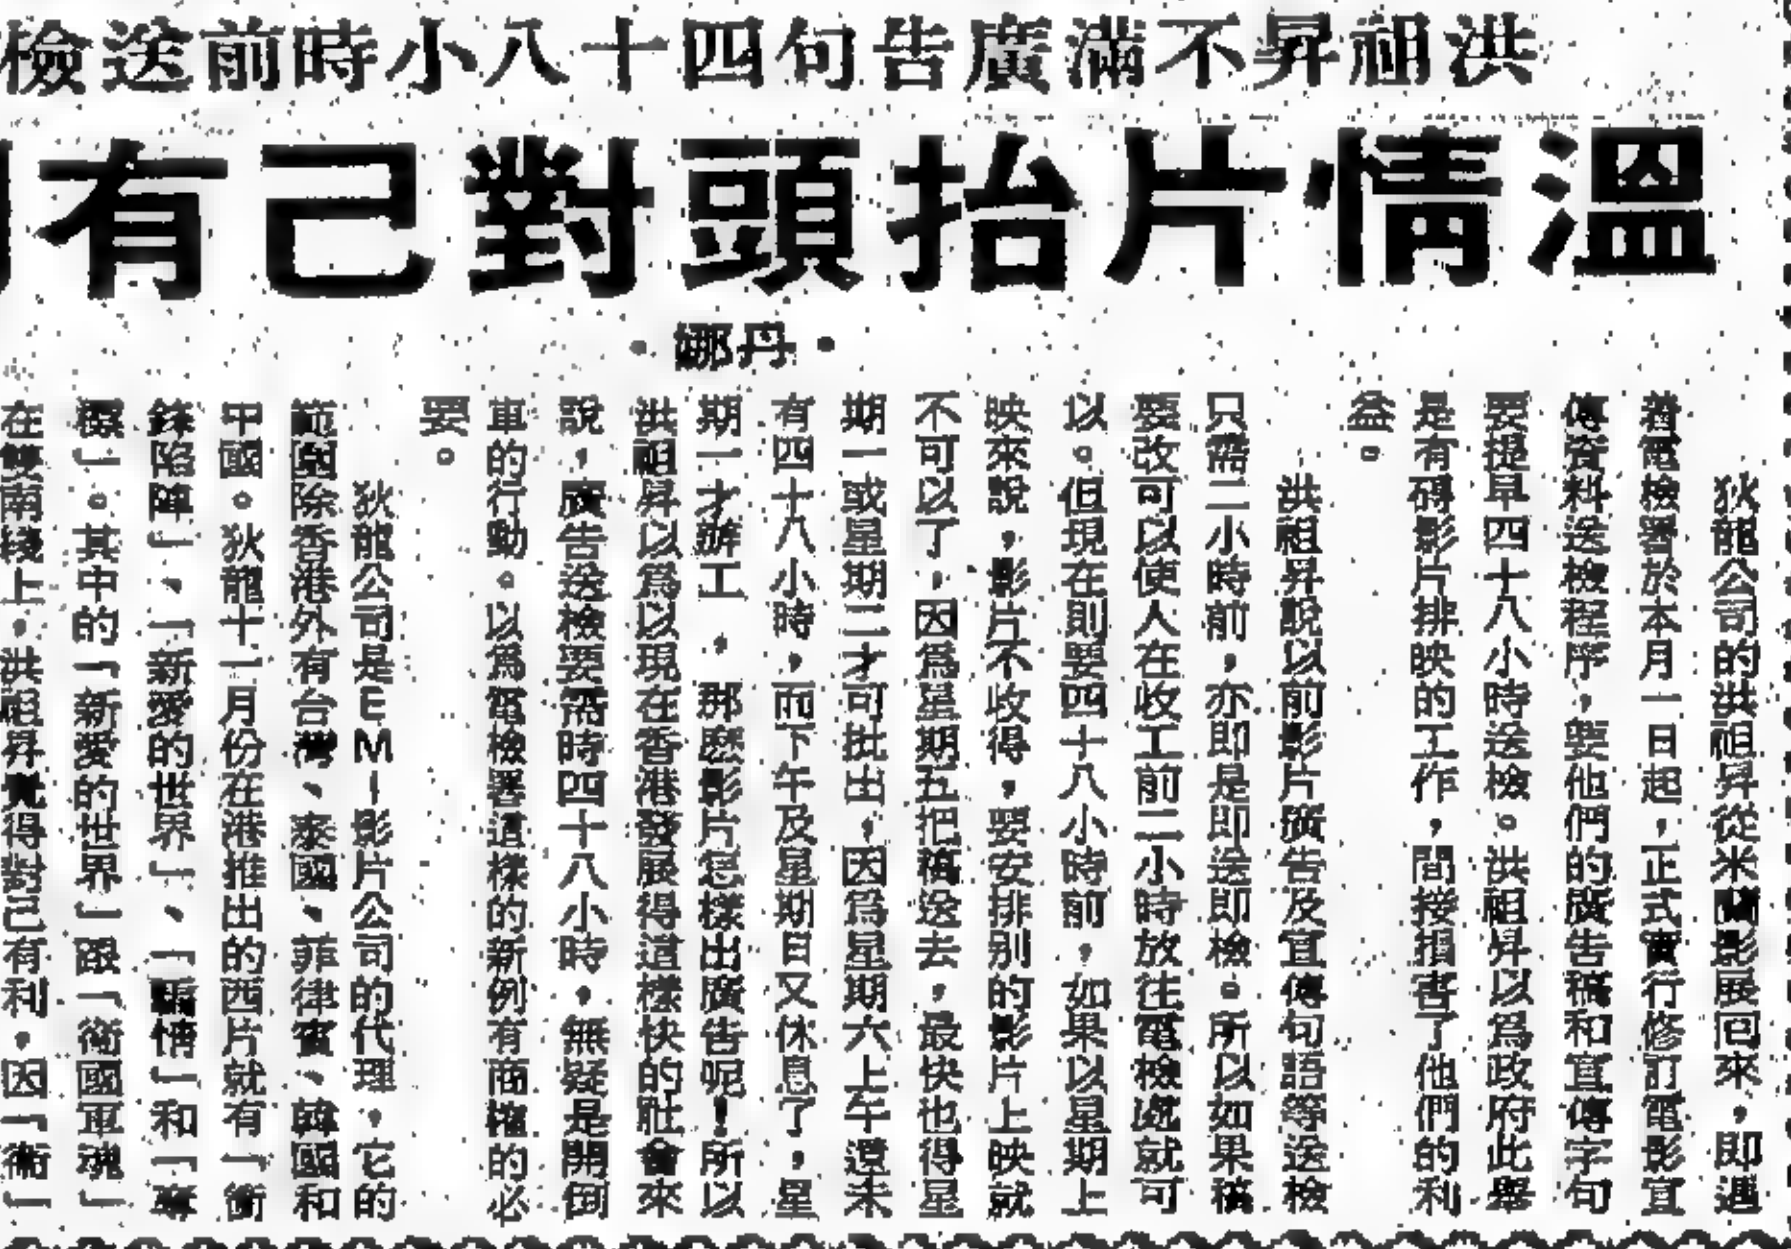 洪祖昇不滿廣告句四十八小時前送檢
溫情片抬頭對己有
·丹娜·
狄龍公司的洪祖昇從米蘭影展回來,即遇
着電檢署於本月一日起,正式實行修訂電影宣
傳資料送檢程序,要他們的廣告稿和宣傳字句
要提早四十八小時送檢。洪祖昇以爲政府此舉
是有碍影片排映的工作,間接損害了他們的利
益。
洪祖昇說以前影片廣告及宣傳句語等送檢
只需二小時前,亦即是即送即檢。所以如果稿
要改可以使人在收工前二小時放往電檢處就可
以。但現在則要四十八小時前,如果以星期上
映來說,影片不收得,要安排別的影片上映就
不可以了,因爲星期五把稿送去,最快也得星
期一或星期二才可批出,因爲星期六上午還未
有四十八小時,而下午及星期日又休息了,星
期一才辦工,那麽影片怎樣出廣告呢!所以
洪祖昇以爲以現在香港發展得這樣快的社會來
說,廣告送檢要需時四十八小時,無疑是開倒
車的行動。以爲電檢署這樣的新例有商榷的必
要。
狄龍公司是EMI影片公司的代理,它的
範圍除香港外有台灣、泰國、菲律賓、韓國和
中國。狄龍十一月份在港推出的西片就有「衝
鋒陷陣」、「新愛的世界」、「情」和「奪
標」。其中的「新愛的世界」跟「衛國軍魂」
在雙南綫上,洪祖昇覺得對己有利,因「衛」